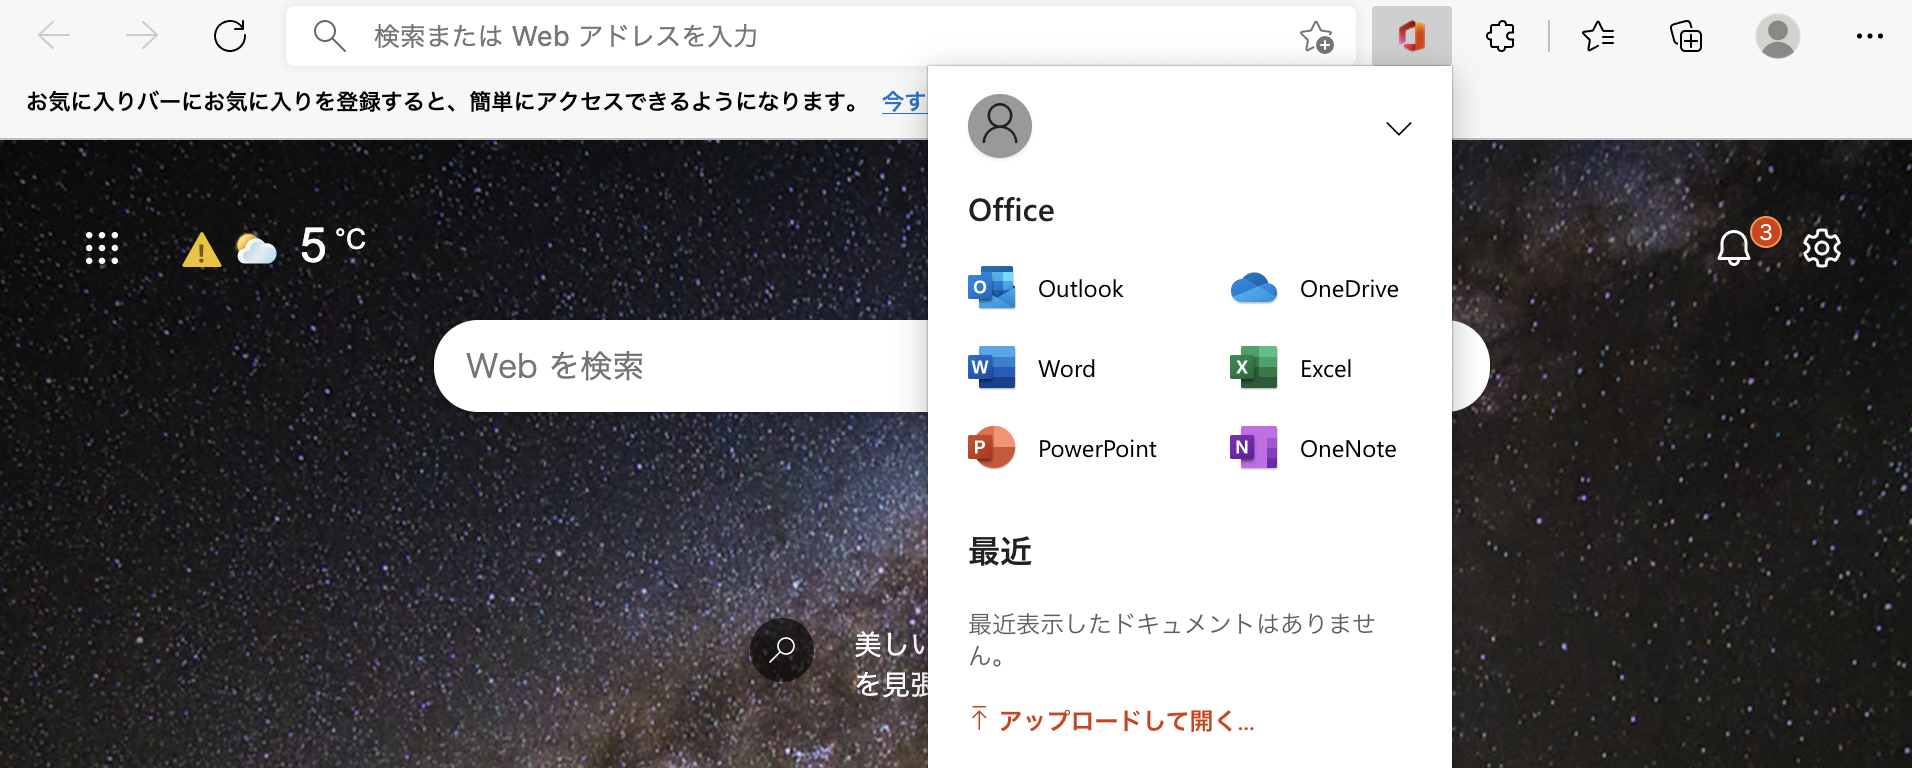 検索または Web アドレスを入力
お気に入りバーにお気に入りを登録すると、簡単にアクセスできるようになります。 今す
Office
5 °C
3
Outlook
OneDrive
Web を検索
Word
Excel
PowerPoint
OneNote
最近
最近表示したドキュメントはありませ
ん。
美しい
を見張
アップロードして開く...